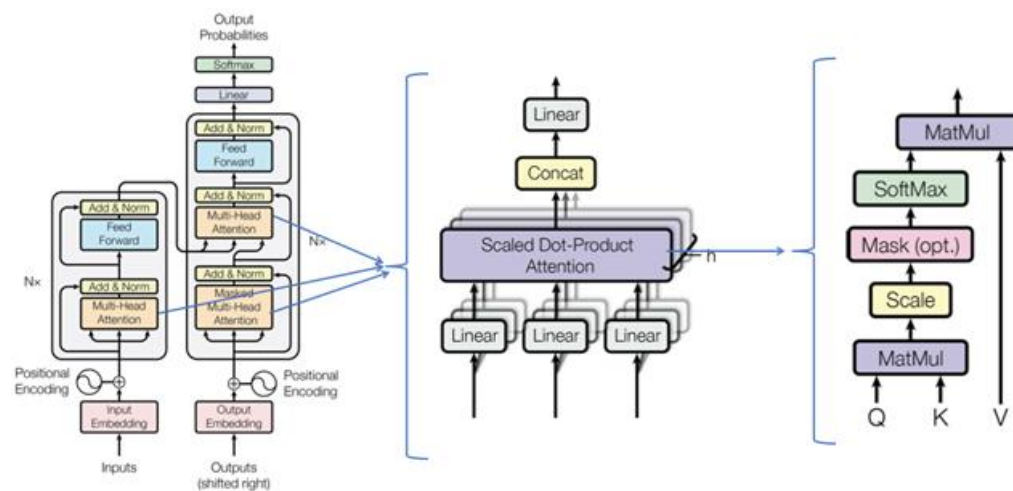 Output
Probabilities
Softmax
Linear
Add & Norm
Feed
Forward
Add & Norm
Multi-Head
Attention
Nx
Add & Norm
Masked
Multi-Head
Attention
Add & Norm
Feed
Forward
Nx
Add & Norm
Multi-Head
Attention
Positional
Encoding
Positional
Encoding
Input
Embedding
Output
Embedding
Inputs
Outputs
(shifted right)
Linear
Concat
Scaled Dot-Product
Attention
h
Linear
Linear
Linear
MatMul
SoftMax
Mask (opt.)
Scale
MatMul
Q
K
V